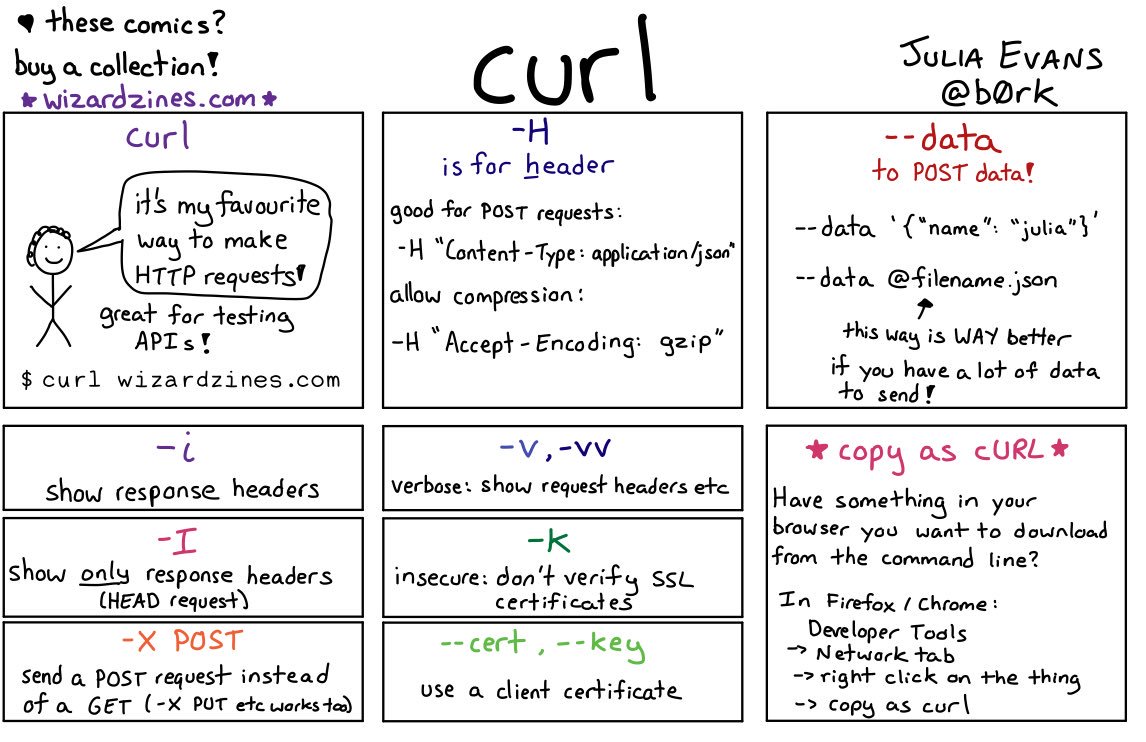 ♥ these comics?
buy a collection!
★ wizardzines.com ★
curl
JULIA EVANS
@b0rk
curl
it's my favourite
way to make
HTTP requests!
great for testing
APIs!
$ curl wizardzines.com
-H
is for header
good for POST requests:
-H "Content-Type: application/json"
allow compression:
-H "Accept-Encoding: gzip"
--data
to POST data!
--data '{"name": "julia"}'
--data @filename.json
this way is WAY better
if you have a lot of data
to send!
-i
show response headers
-I
show only response headers
(HEAD request)
-X POST
send a POST request instead
of a GET (-X PUT etc works too)
-v, -vv
verbose: show request headers etc
-k
insecure: don't verify SSL
certificates
--cert, --key
use a client certificate
★ copy as cURL ★
Have something in your
browser you want to download
from the command line?
In Firefox / Chrome:
Developer Tools
-> Network tab
-> right click on the thing
-> copy as curl